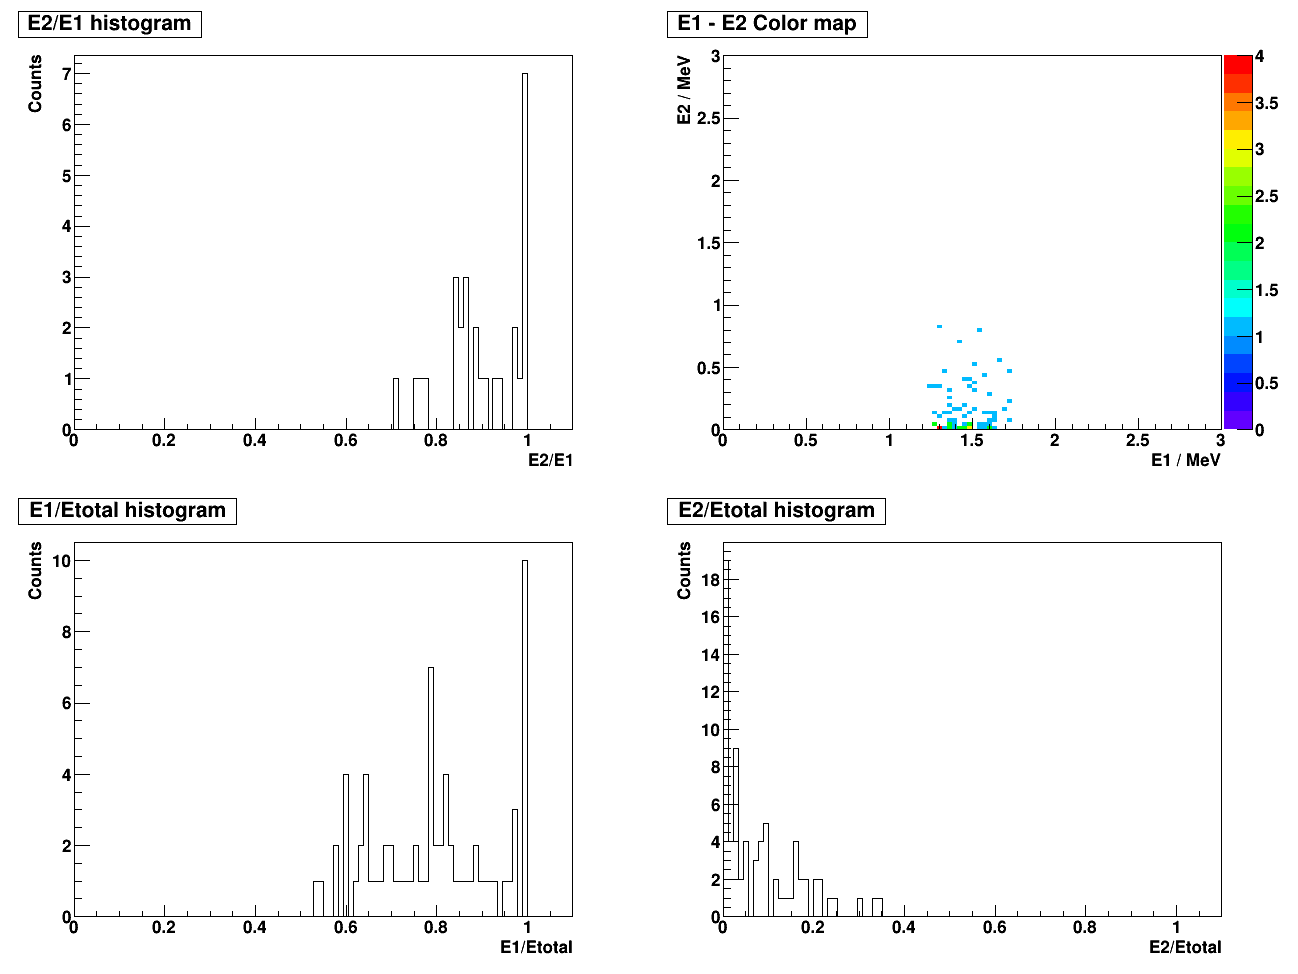 E2/E1 histogram
Counts
7
6
5
4
3
2
1
0
0 0.2 0.4 0.6 0.8 1
E2/E1
E1 - E2 Color map
E2 / MeV
3
2.5
2
1.5
1
0.5
0
0 0.5 1 1.5 2 2.5 3
E1 / MeV
4
3.5
3
2.5
2
1.5
1
0.5
0
E1/Etotal histogram
Counts
10
8
6
4
2
0
0 0.2 0.4 0.6 0.8 1
E1/Etotal
E2/Etotal histogram
Counts
18
16
14
12
10
8
6
4
2
0
0 0.2 0.4 0.6 0.8 1
E2/Etotal